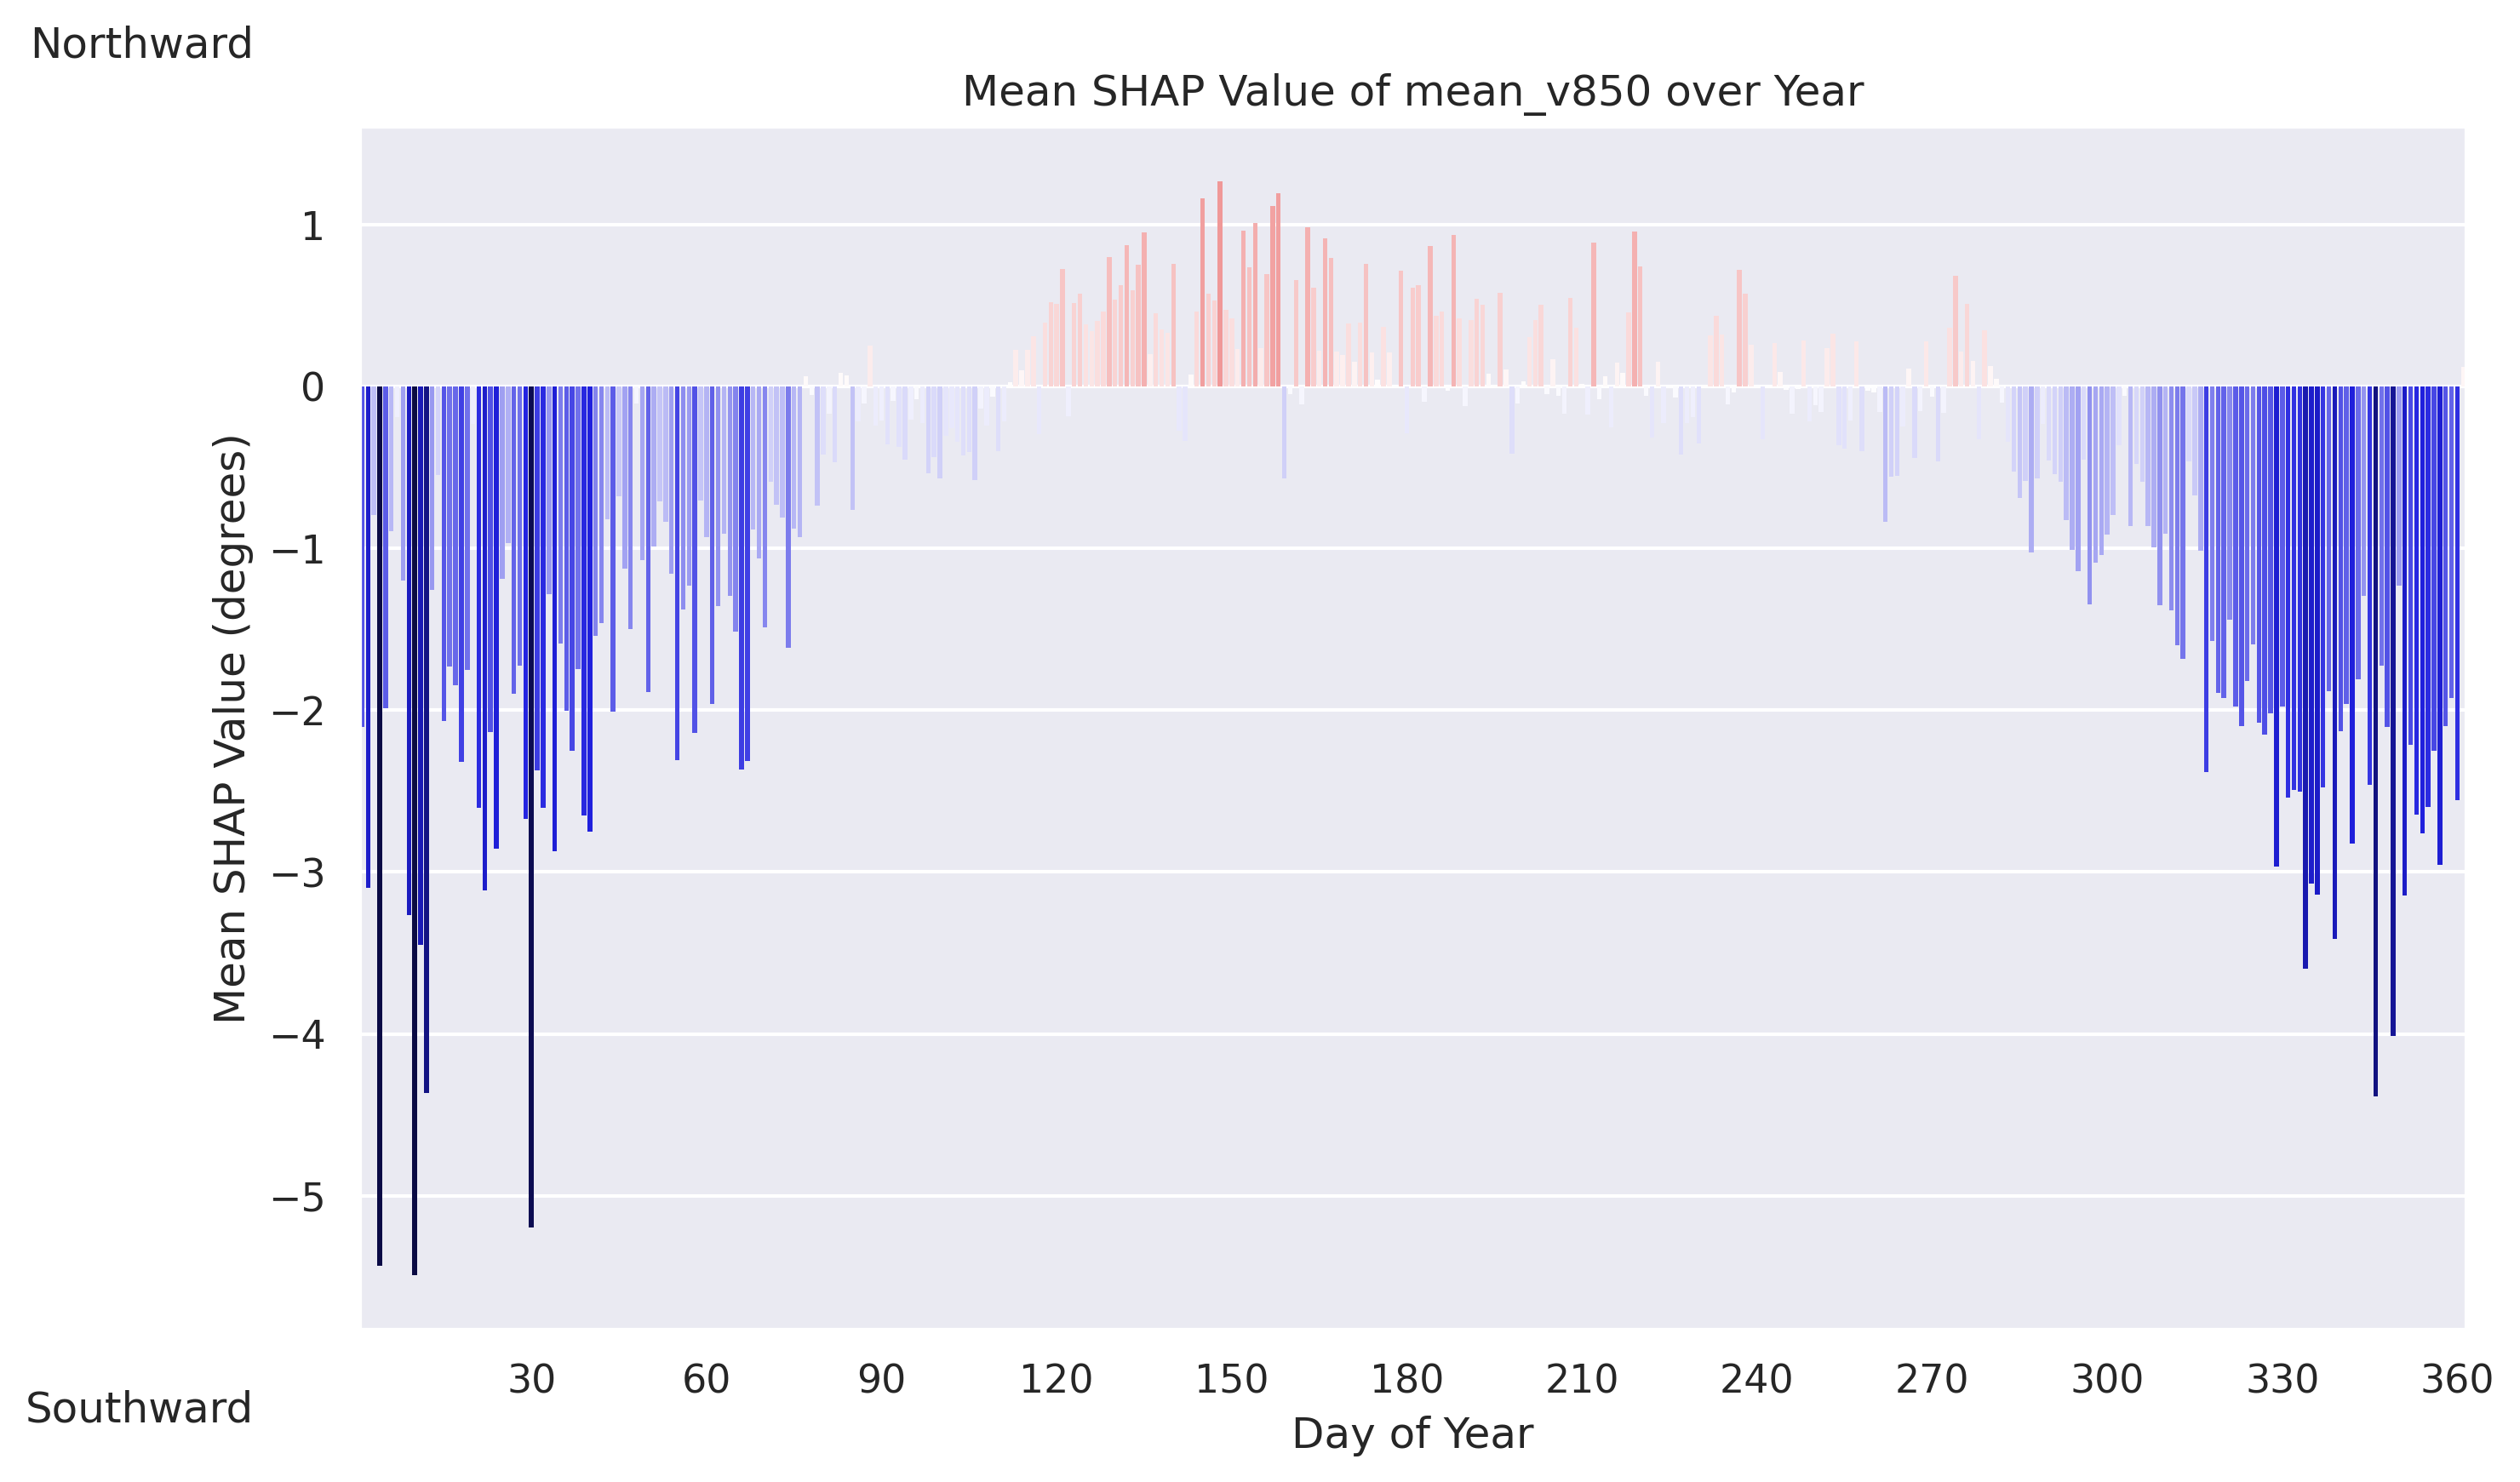 Northward
Mean SHAP Value of mean_v850 over Year
Mean SHAP Value (degrees)
1
0
−1
−2
−3
−4
−5
30 60 90 120 150 180 210 240 270 300 330 360
Southward
Day of Year